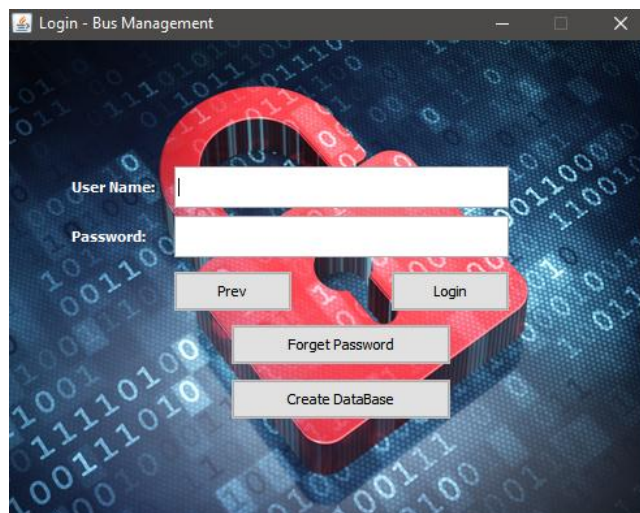 Login - Bus Management
User Name:
Password:
Prev Login
Forget Password
Create DataBase